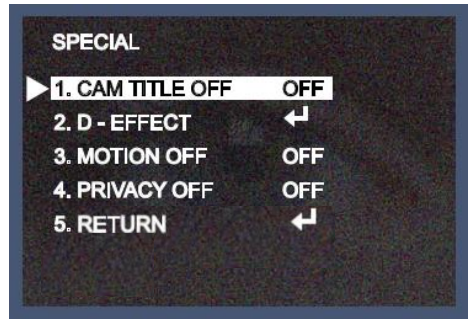 SPECIAL
1. CAM TITLE OFF OFF
2. D - EFFECT ↵
3. MOTION OFF OFF
4. PRIVACY OFF OFF
5. RETURN ↵